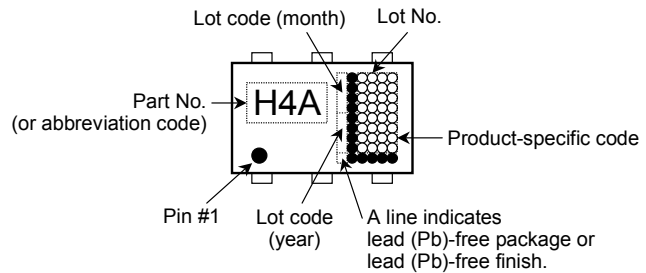 Lot code (month)
Lot No.
Part No.
(or abbreviation code)
H4A
Product-specific code
Pin #1
Lot code
(year)
A line indicates
lead (Pb)-free package or
lead (Pb)-free finish.